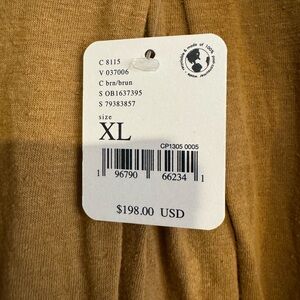 C 8115
V 037006
C brn/brun
S OB1637395
S 79383857
size
XL
CP1305 0005
1 96790 66234 1
$198.00 USD